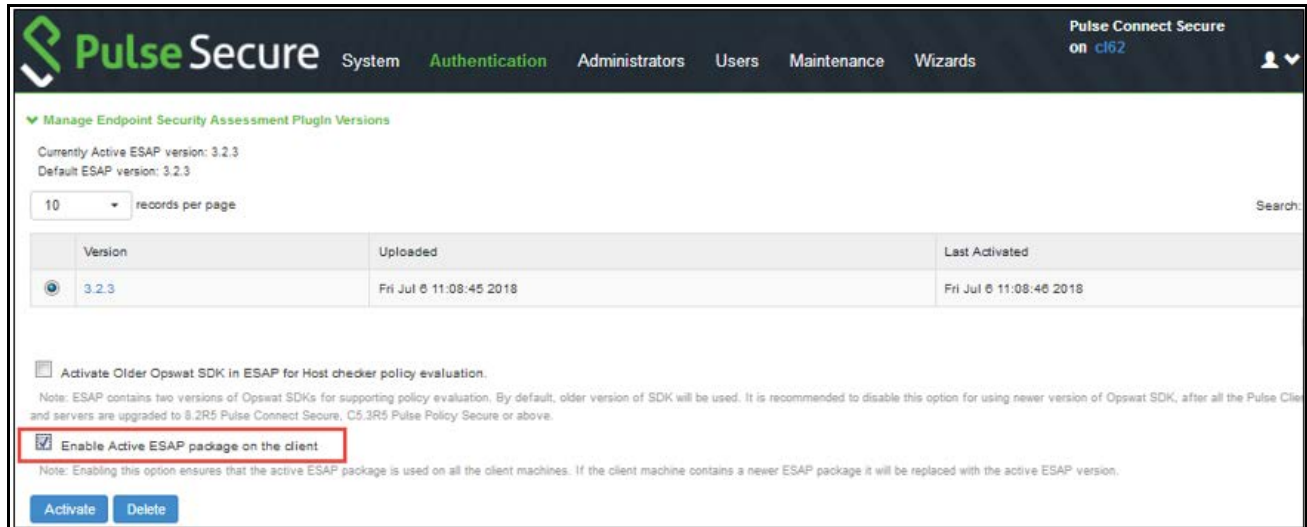 Pulse Secure
System Authentication Administrators Users Maintenance Wizards
Pulse Connect Secure
on cl62
Manage Endpoint Security Assessment PlugIn Versions
Currently Active ESAP version: 3.2.3
Default ESAP version: 3.2.3
10 records per page
Search:
Version Uploaded Last Activated
3.2.3 Fri Jul 6 11:08:45 2018 Fri Jul 6 11:08:46 2018
Activate Older Opswat SDK in ESAP for Host checker policy evaluation.
Note: ESAP contains two versions of Opswat SDKs for supporting policy evaluation. By default, older version of SDK will be used. It is recommended to disable this option for using newer version of Opswat SDK, after all the Pulse Clie
and servers are upgraded to 8.2R5 Pulse Connect Secure, C5.3R5 Pulse Policy Secure or above.
Enable Active ESAP package on the client
Note: Enabling this option ensures that the active ESAP package is used on all the client machines. If the client machine contains a newer ESAP package it will be replaced with the active ESAP version.
Activate Delete